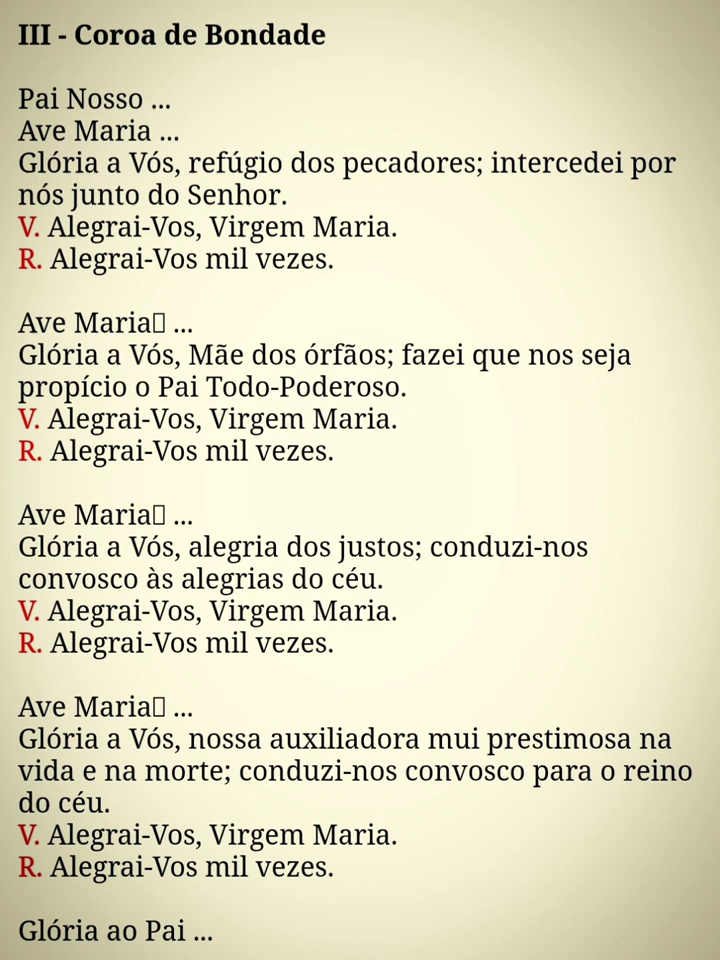 III - Coroa de Bondade
Pai Nosso ...
Ave Maria ...
Glória a Vós, refúgio dos pecadores; intercedei por
nós junto do Senhor.
V. Alegrai-Vos, Virgem Maria.
R. Alegrai-Vos mil vezes.
Ave Maria ...
Glória a Vós, Mãe dos órfãos; fazei que nos seja
propício o Pai Todo-Poderoso.
V. Alegrai-Vos, Virgem Maria.
R. Alegrai-Vos mil vezes.
Ave Maria ...
Glória a Vós, alegria dos justos; conduzi-nos
convosco às alegrias do céu.
V. Alegrai-Vos, Virgem Maria.
R. Alegrai-Vos mil vezes.
Ave Maria ...
Glória a Vós, nossa auxiliadora mui prestimosa na
vida e na morte; conduzi-nos convosco para o reino
do céu.
V. Alegrai-Vos, Virgem Maria.
R. Alegrai-Vos mil vezes.
Glória ao Pai ...